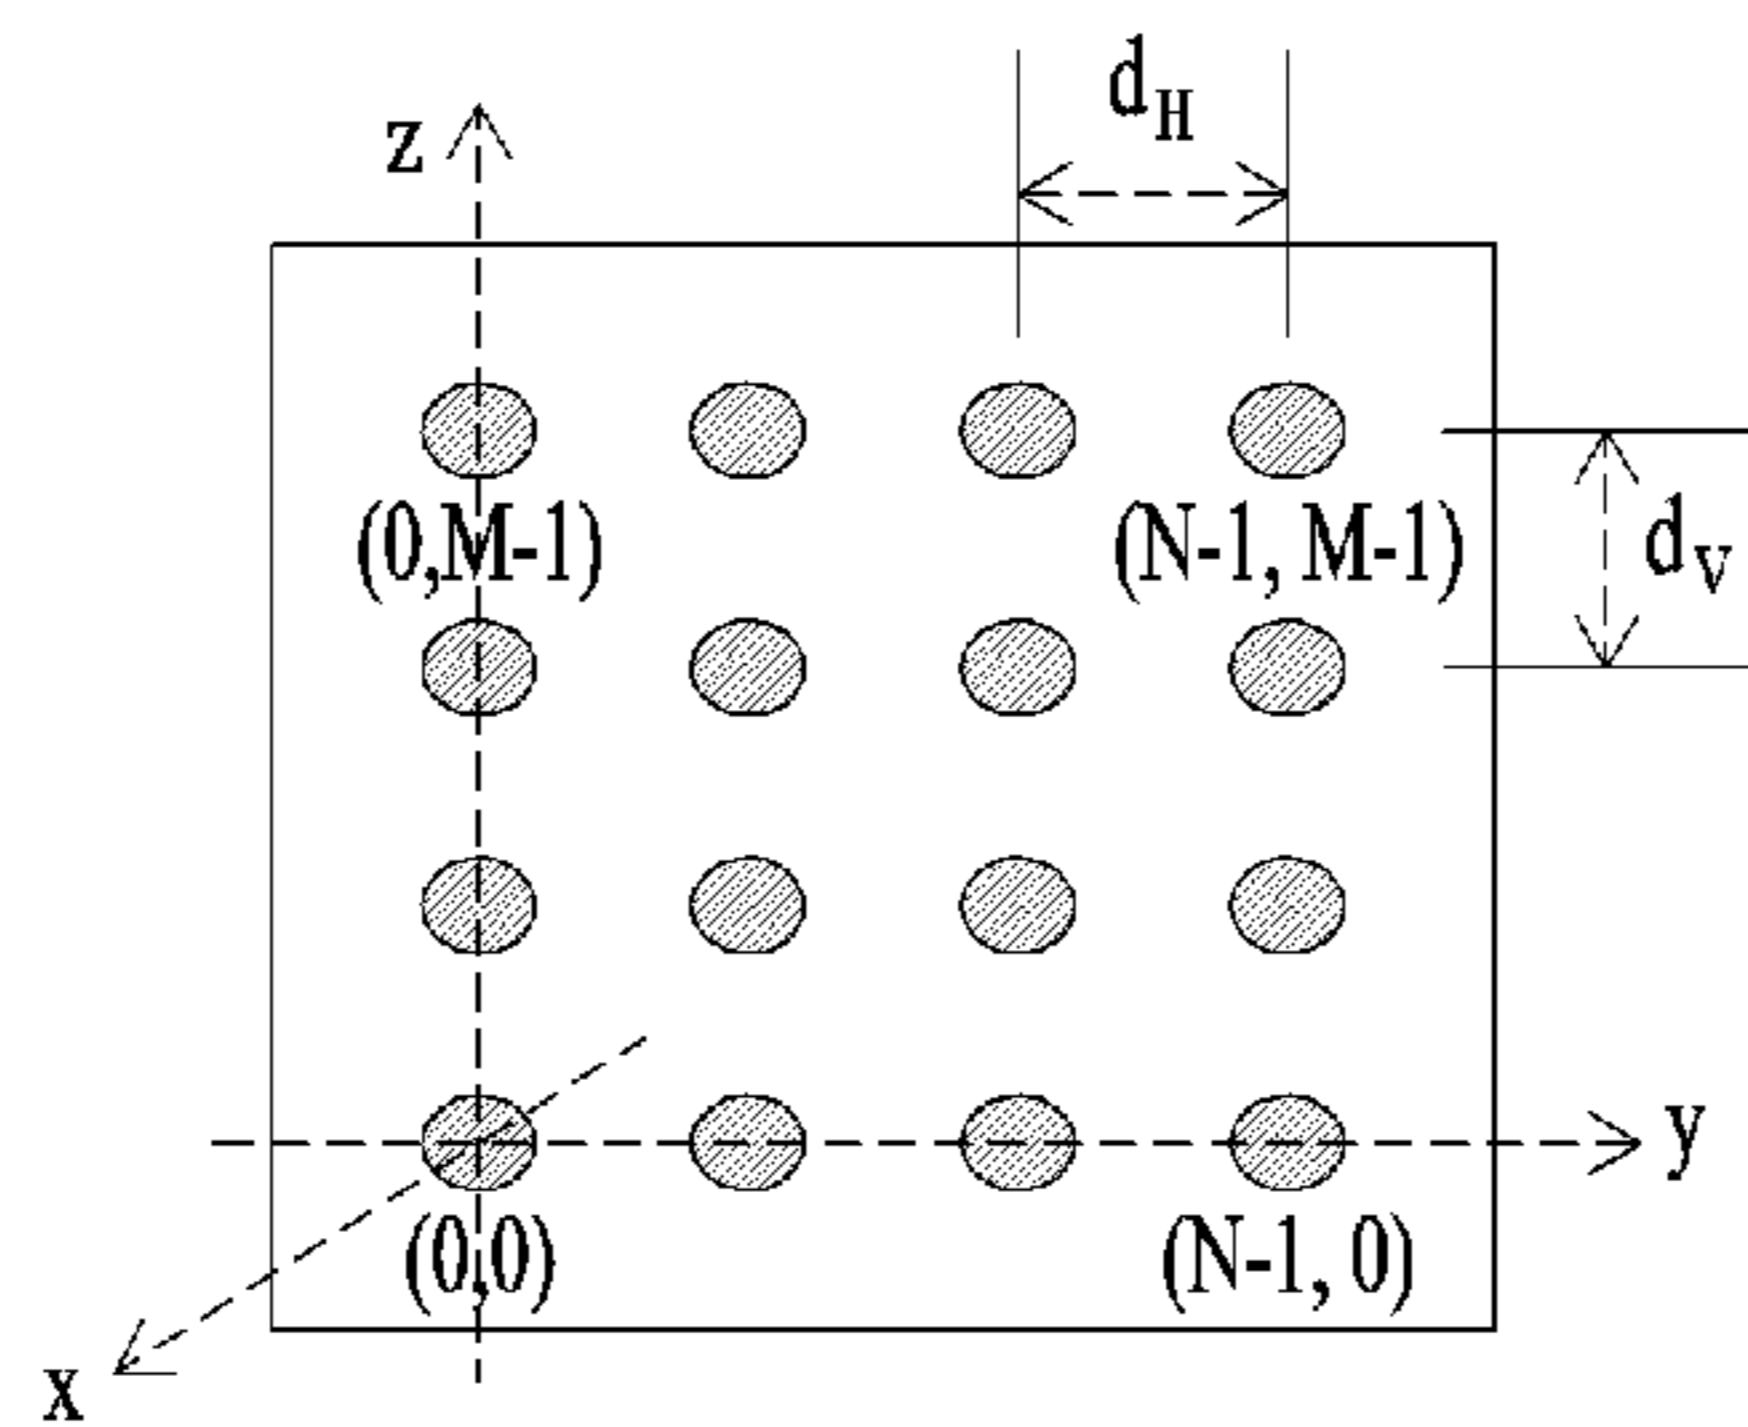 d_H
z
(0,M-1) (N-1, M-1)
d_V
y
(0,0) (N-1, 0)
x